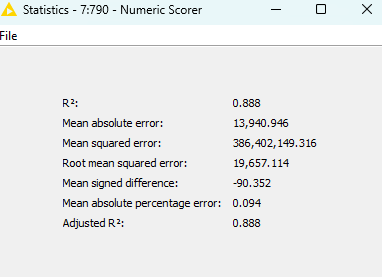 Statistics - 7:790 - Numeric Scorer
File
R²: 0.888
Mean absolute error: 13,940.946
Mean squared error: 386,402,149.316
Root mean squared error: 19,657.114
Mean signed difference: -90.352
Mean absolute percentage error: 0.094
Adjusted R²: 0.888